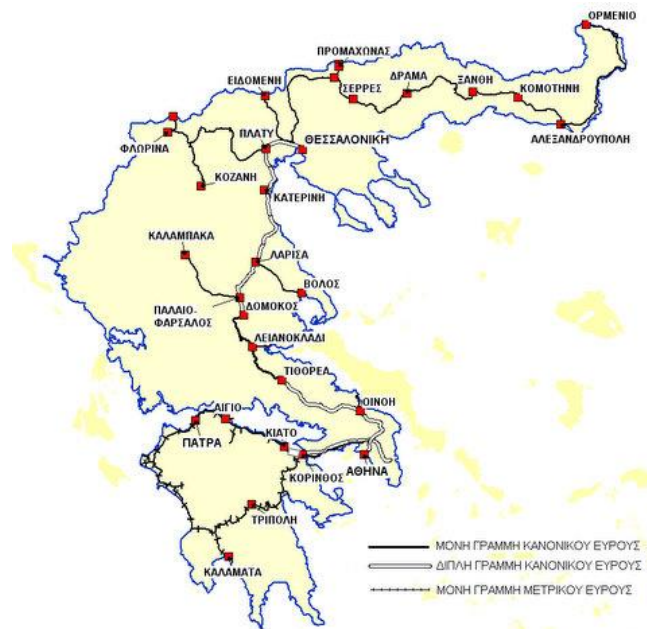 ΟΡΜΕΝΙΟ
ΠΡΟΜΑΧΩΝΑΣ
ΕΙΔΟΜΕΝΗ
ΣΕΡΡΕΣ
ΔΡΑΜΑ
ΞΑΝΘΗ
ΚΟΜΟΤΗΝΗ
ΑΛΕΞΑΝΔΡΟΥΠΟΛΗ
ΦΛΩΡΙΝΑ
ΠΛΑΤΥ
ΘΕΣΣΑΛΟΝΙΚΗ
ΚΟΖΑΝΗ
ΚΑΤΕΡΙΝΗ
ΚΑΛΑΜΠΑΚΑ
ΛΑΡΙΣΑ
ΒΟΛΟΣ
ΠΑΛΑΙΟ-
ΦΑΡΣΑΛΟΣ
ΔΟΜΟΚΟΣ
ΛΕΙΑΝΟΚΛΑΔΙ
ΤΙΘΟΡΕΑ
ΟΙΝΟΗ
ΑΙΓΙΟ
ΠΑΤΡΑ
ΚΙΑΤΟ
ΚΟΡΙΝΘΟΣ
ΑΘΗΝΑ
ΤΡΙΠΟΛΗ
ΚΑΛΑΜΑΤΑ
ΜΟΝΗ ΓΡΑΜΜΗ ΚΑΝΟΝΙΚΟΥ ΕΥΡΟΥΣ
ΔΙΠΛΗ ΓΡΑΜΜΗ ΚΑΝΟΝΙΚΟΥ ΕΥΡΟΥΣ
ΜΟΝΗ ΓΡΑΜΜΗ ΜΕΤΡΙΚΟΥ ΕΥΡΟΥΣ